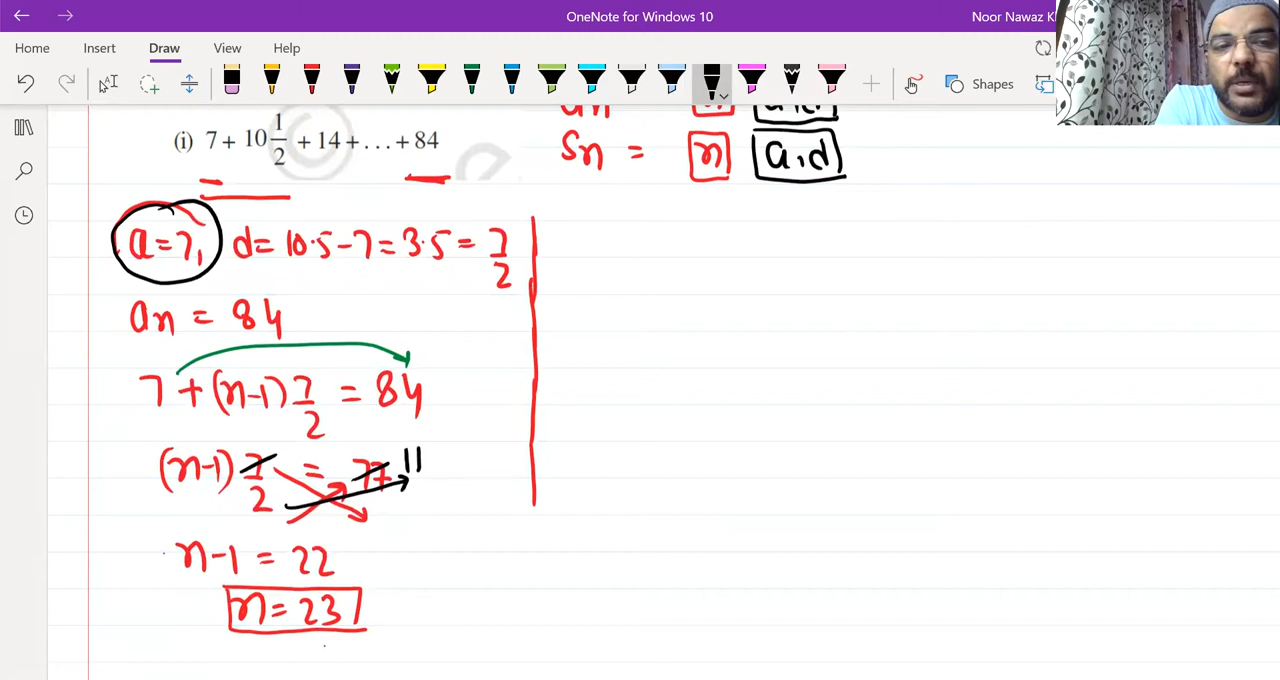 OneNote for Windows 10
Noor Nawaz K
Home Insert Draw View Help
Shapes
(i) 7 + 10 1/2 + 14 + ... + 84
an = n a,d
Sn = n a,d
a = 7, d = 10.5 - 7 = 3.5 = 7/2
an = 84
7 + (n-1) 7/2 = 84
(n-1) 7/2 = 77 11
n - 1 = 22
n = 23